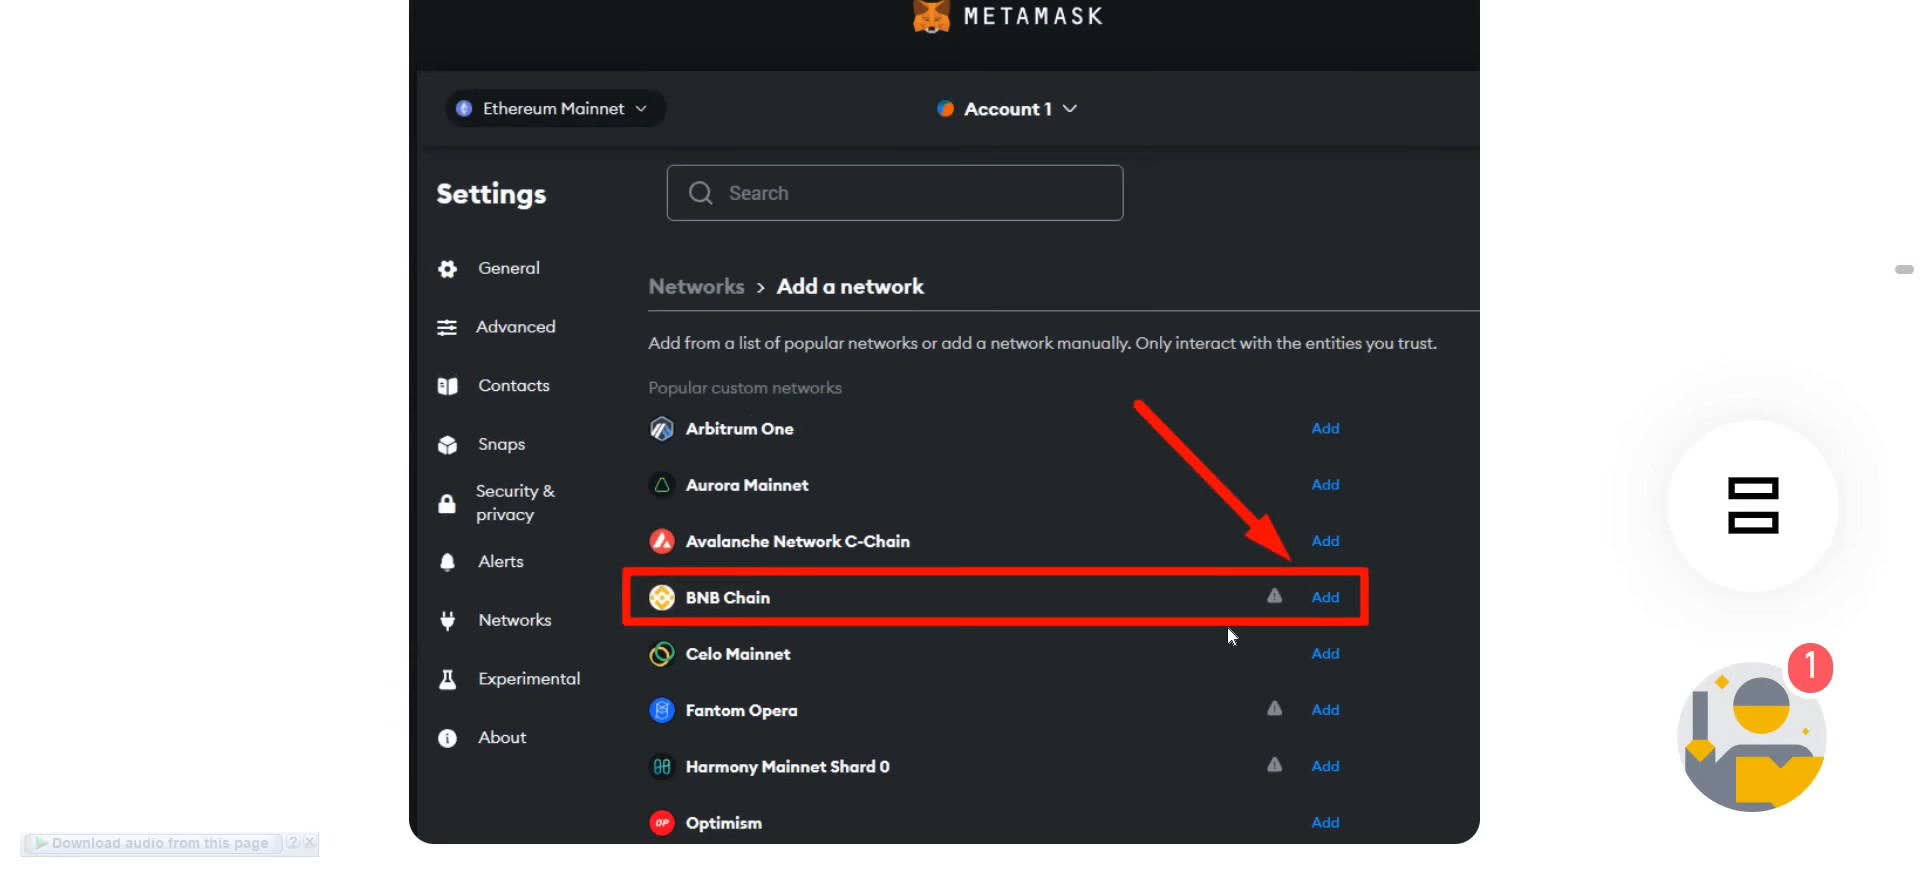 METAMASK
Ethereum Mainnet
Account 1
Settings
Search
General
Advanced
Contacts
Snaps
Security &
privacy
Alerts
Networks
Experimental
About
Networks > Add a network
Add from a list of popular networks or add a network manually. Only interact with the entities you trust.
Popular custom networks
Arbitrum One Add
Aurora Mainnet Add
Avalanche Network C-Chain Add
BNB Chain Add
Celo Mainnet Add
Fantom Opera Add
Harmony Mainnet Shard 0 Add
OP Optimism Add
1
Download audio from this page ? X